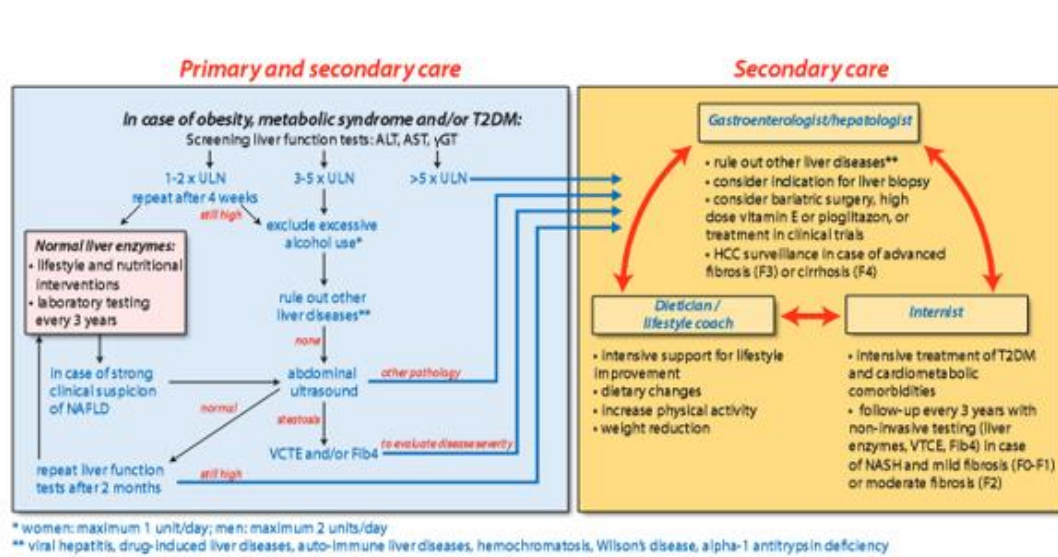 Primary and secondary care
In case of obesity, metabolic syndrome and/or T2DM:
Screening liver function tests: ALT, AST, γGT
1-2 x ULN
3-5 x ULN
>5 x ULN
repeat after 4 weeks
still high
exclude excessive
alcohol use*
Normal liver enzymes:
• lifestyle and nutritional
interventions
• laboratory testing
every 3 years
rule out other
liver diseases**
none
in case of strong
clinical suspicion
of NAFLD
abdominal
ultrasound
other pathology
normal
steatosis
VCTE and/or Fib4
to evaluate disease severity
repeat liver function
tests after 2 months
still high
Secondary care
Gastroenterologist/hepatologist
• rule out other liver diseases**
• consider indication for liver biopsy
• consider bariatric surgery, high
dose vitamin E or pioglitazon, or
treatment in clinical trials
• HCC surveillance in case of advanced
fibrosis (F3) or cirrhosis (F4)
Dietician /
lifestyle coach
• intensive support for lifestyle
improvement
• dietary changes
• increase physical activity
• weight reduction
Internist
• intensive treatment of T2DM
and cardiometabolic
comorbidities
• follow-up every 3 years with
non-invasive testing (liver
enzymes, VTCE, Fib4) in case
of NASH and mild fibrosis (F0-F1)
or moderate fibrosis (F2)
* women: maximum 1 unit/day; men: maximum 2 units/day
** viral hepatitis, drug-induced liver diseases, auto-immune liver diseases, hemochromatosis, Wilson's disease, alpha-1 antitrypsin deficiency